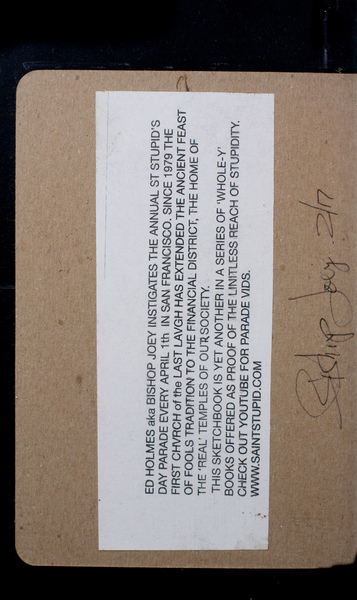 ED HOLMES aka BISHOP JOEY INSTIGATES THE ANNUAL ST STUPID'S
DAY PARADE EVERY APRIL 1th IN SAN FRANCISCO. SINCE 1979 THE
FIRST CHVRCH of the LAST LAVGH HAS EXTENDED THE ANCIENT FEAST
OF FOOLS TRADITION TO THE FINANCIAL DISTRICT, THE HOME OF
THE 'REAL' TEMPLES OF OUR SOCIETY.
THIS SKETCHBOOK IS YET ANOTHER IN A SERIES OF 'WHOLE-Y'
BOOKS OFFERED AS PROOF OF THE LIMITLESS REACH OF STUPIDITY.
CHECK OUT YOUTUBE FOR PARADE VIDS.
WWW.SAINTSTUPID.COM
Bishop Joey 2/17